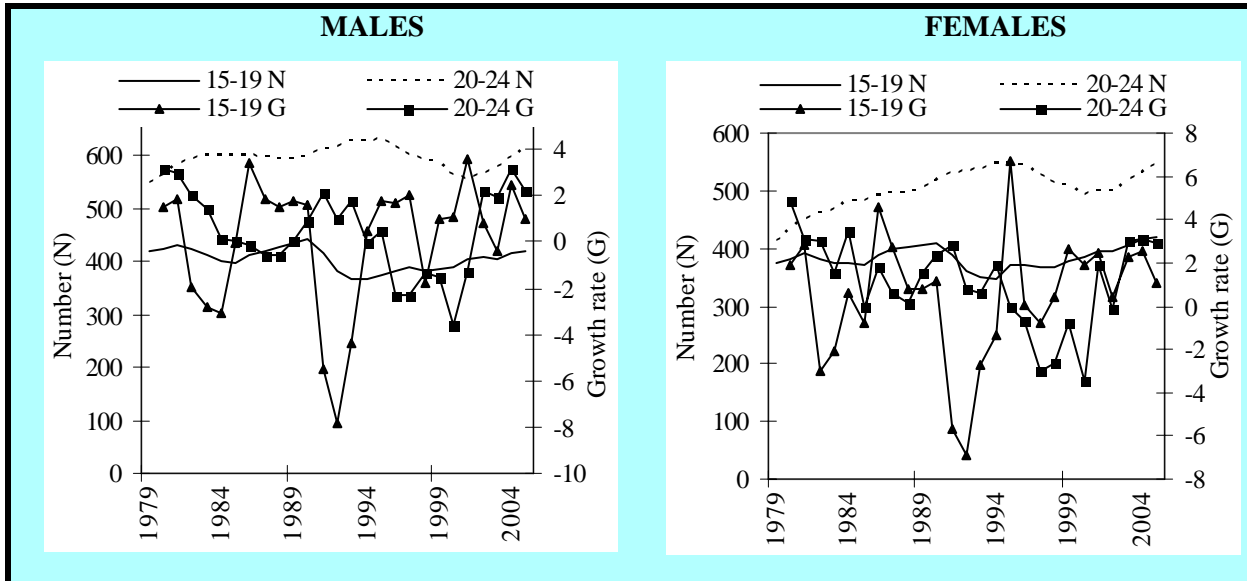 MALES
15-19 N 20-24 N
15-19 G 20-24 G
Number (N)
600
500
400
300
200
100
0
4
2
0
-2
-4
-6
-8
-10
Growth rate (G)
1979 1984 1989 1994 1999 2004
FEMALES
15-19 N 20-24 N
15-19 G 20-24 G
Number (N)
600
500
400
300
200
100
0
8
6
4
2
0
-2
-4
-6
-8
Growth rate (G)
1979 1984 1989 1994 1999 2004